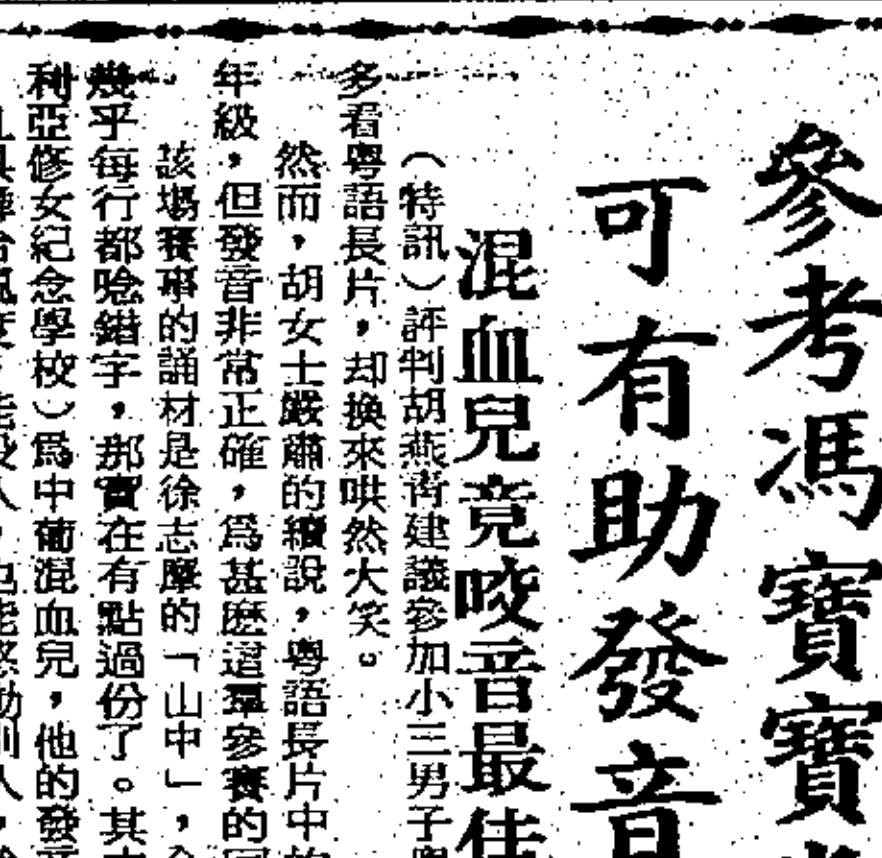 參考馮寶寶
可有助發音
混血兒竟咬音最佳
（特訊）評判胡燕青建議參加小三男子粵
多看粵語長片，却換來哄然大笑。
然而，胡女士嚴肅的續說，粵語長片中的
年級，但發音非常正確，爲甚麽這羣參賽的同
該場賽事的誦材是徐志摩的「山中」，全
幾乎每行都唸錯字，那實在有點過份了。其
利亞修女紀念學校）爲中葡混血兒，他的發音